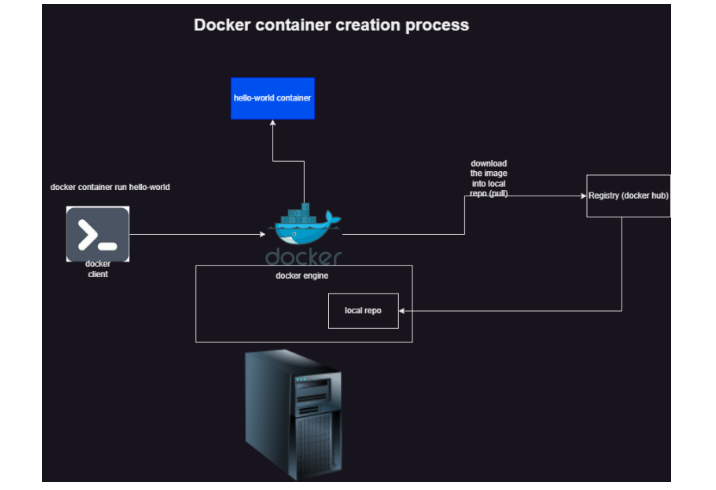 Docker container creation process
hello-world container
download
the image
into local
repo (pull)
docker container run hello-world
Registry (docker hub)
docker
client
docker
docker engine
local repo